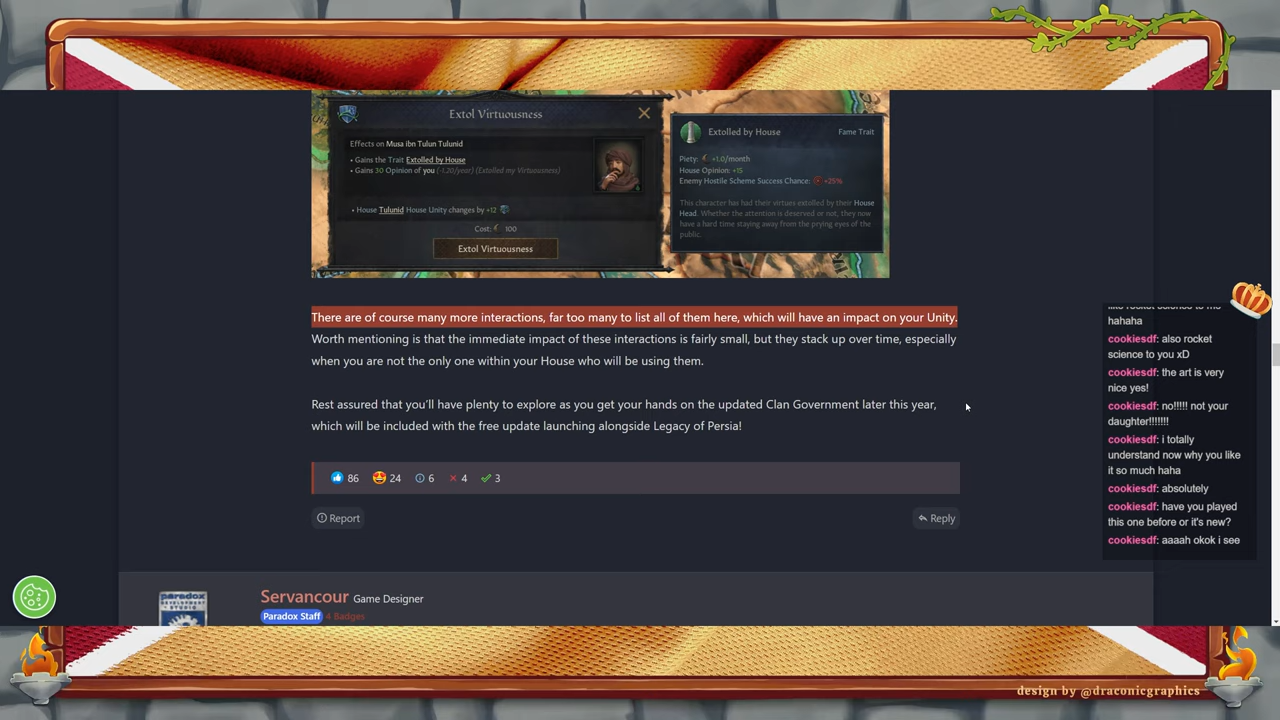 Extol Virtuousness
Effects on Musa ibn Tulun Tulunid
• Gains the Trait Extolled by House
• Gains 30 Opinion of you (-1.20/year) (Extolled my Virtuousness)
• House Tulunid House Unity changes by +12
Cost: 100
Extol Virtuousness
Extolled by House Fame Trait
Piety: +1.0/month
House Opinion: +15
Enemy Hostile Scheme Success Chance: +25%
This character has had their virtues extolled by their House
Head. Whether the attention is deserved or not, they now
have a hard time staying away from the prying eyes of the
public.
There are of course many more interactions, far too many to list all of them here, which will have an impact on your Unity.
Worth mentioning is that the immediate impact of these interactions is fairly small, but they stack up over time, especially
when you are not the only one within your House who will be using them.
Rest assured that you’ll have plenty to explore as you get your hands on the updated Clan Government later this year,
which will be included with the free update launching alongside Legacy of Persia!
86 24 6 4 3
Report Reply
Servancour Game Designer
Paradox Staff 4 Badges
paradox
DEVELOPMENT
STUDIO
hahaha
cookiesdf: also rocket
science to you xD
cookiesdf: the art is very
nice yes!
cookiesdf: no!!!!! not your
daughter!!!!!!!
cookiesdf: i totally
understand now why you like
it so much haha
cookiesdf: absolutely
cookiesdf: have you played
this one before or it's new?
cookiesdf: aaaah okok i see
design by @draconicgraphics